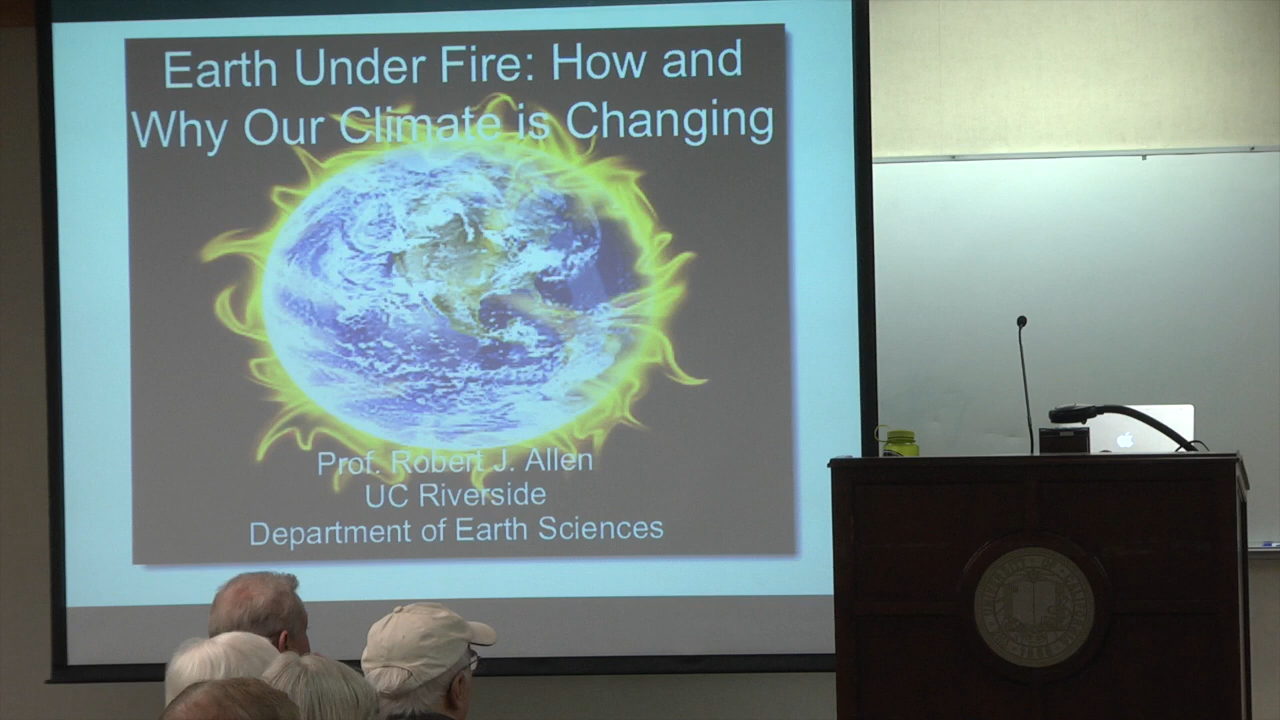 Earth Under Fire: How and
Why Our Climate is Changing
Prof. Robert J. Allen
UC Riverside
Department of Earth Sciences